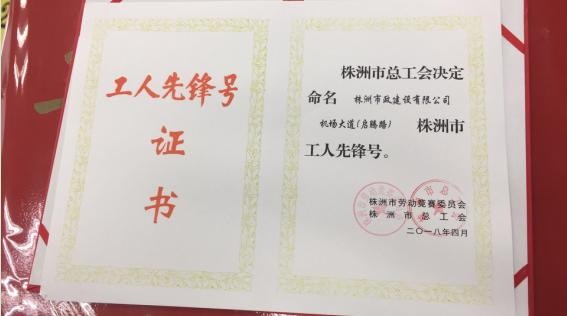 工人先锋号
证
书
株洲市总工会决定
命名 株洲市政建设有限公司
机场大道(启腾路) 株洲市
工人先锋号。
株洲市劳动竞赛委员会
株洲市总工会
二〇一八年四月